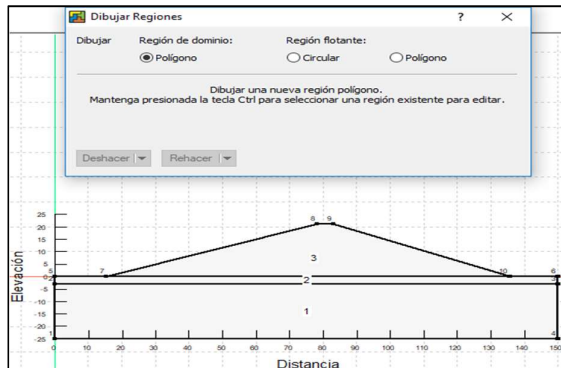 Dibujar Regiones ? ×
Dibujar Región de dominio: Región flotante:
Polígono Circular Polígono
Dibujar una nueva región polígono.
Mantenga presionada la tecla Ctrl para seleccionar una región existente para editar.
Deshacer Rehacer
Elevación
25
20
15
10
5
0
-5
-10
-15
-20
-25
8 9
3
5 7 10 6
2 2 3
1
1 4
0 10 20 30 40 50 60 70 80 90 100 110 120 130 140 150
Distancia